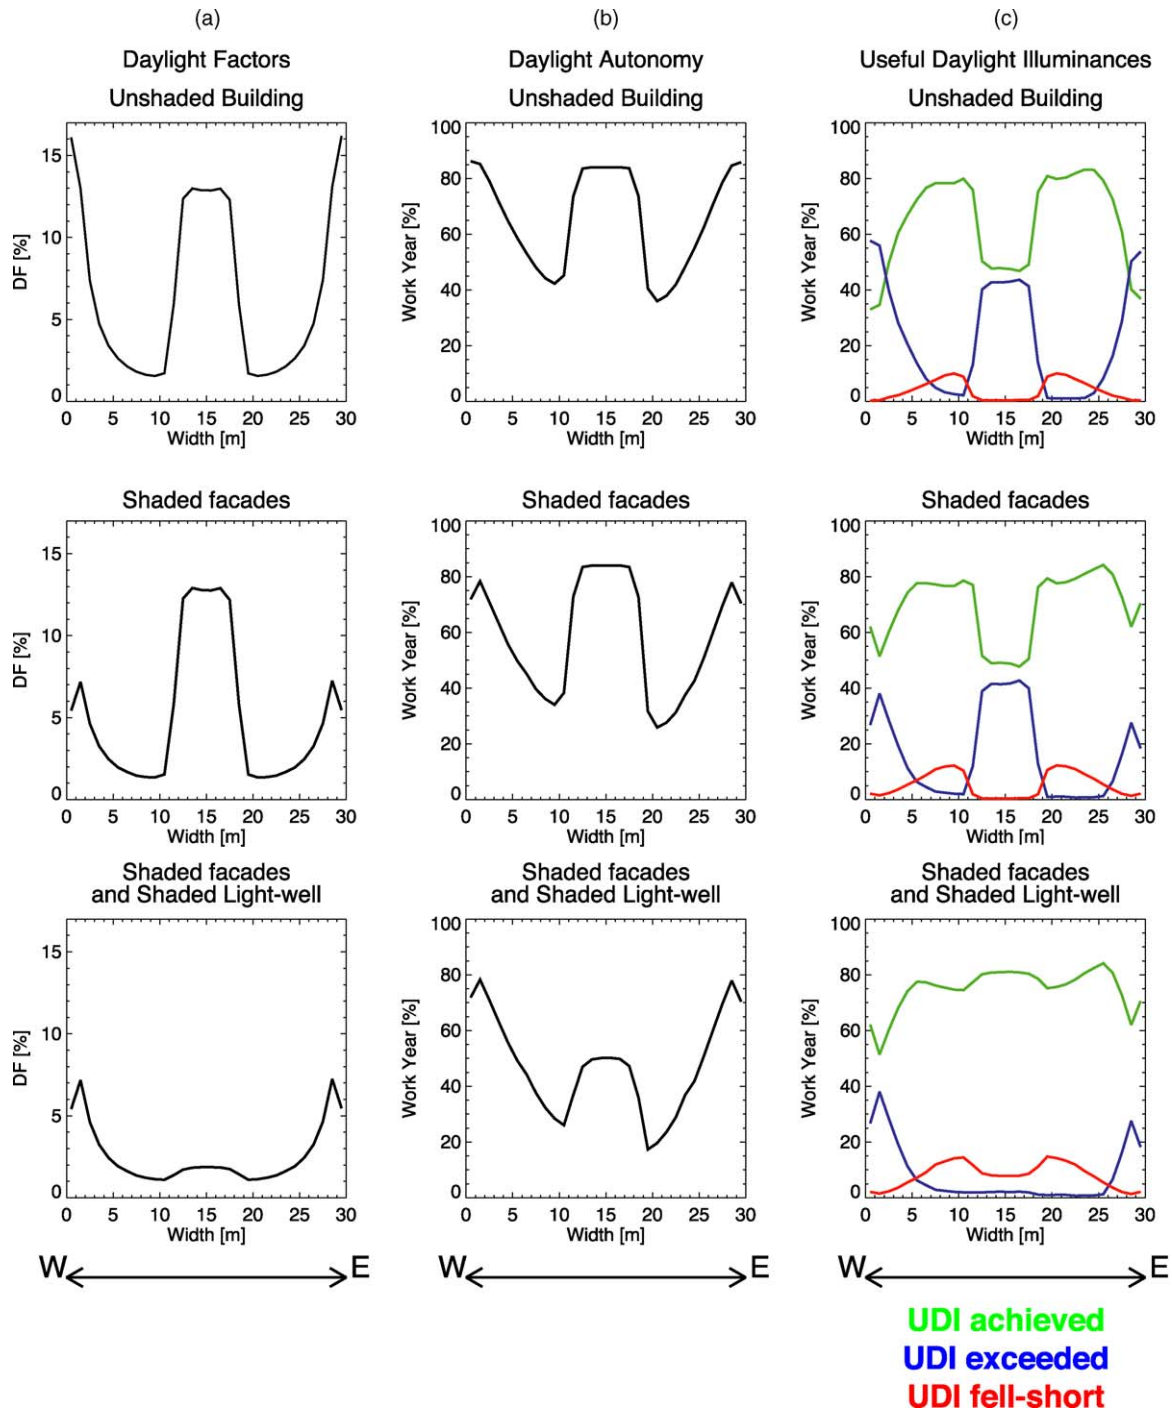 (a) (b) (c)
Daylight Factors Daylight Autonomy Useful Daylight Illuminances
Unshaded Building Unshaded Building Unshaded Building
DF [%]
15
10
5
0
0 5 10 15 20 25 30
Width [m]
Work Year [%]
100
80
60
40
20
0
0 5 10 15 20 25 30
Width [m]
Work Year [%]
100
80
60
40
20
0
0 5 10 15 20 25 30
Width [m]
Shaded facades Shaded facades Shaded facades
DF [%]
15
10
5
0
0 5 10 15 20 25 30
Width [m]
Work Year [%]
100
80
60
40
20
0
0 5 10 15 20 25 30
Width [m]
Work Year [%]
100
80
60
40
20
0
0 5 10 15 20 25 30
Width [m]
Shaded facades Shaded facades Shaded facades
and Shaded Light-well and Shaded Light-well and Shaded Light-well
DF [%]
15
10
5
0
0 5 10 15 20 25 30
Width [m]
Work Year [%]
100
80
60
40
20
0
0 5 10 15 20 25 30
Width [m]
Work Year [%]
100
80
60
40
20
0
0 5 10 15 20 25 30
Width [m]
W E W E W E
UDI achieved
UDI exceeded
UDI fell-short